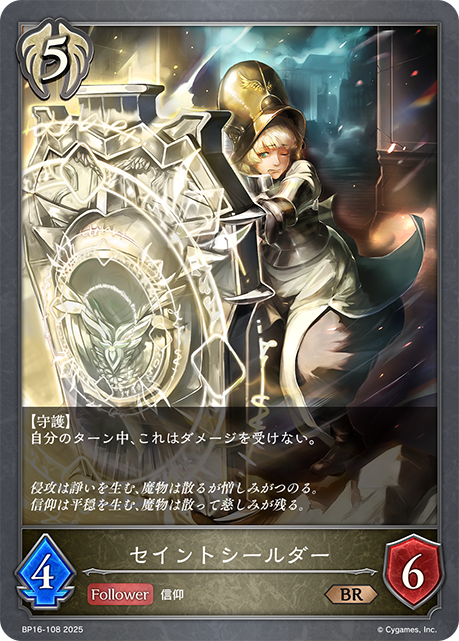 5
【守護】
自分のターン中、これはダメージを受けない。
侵攻は諍いを生む、魔物は散るが憎しみがつのる。
信仰は平穏を生む、魔物は散って慈しみが残る。
セイントシールダー
4
Follower 信仰
BR
6
BP16-108 2025
© Cygames, Inc.